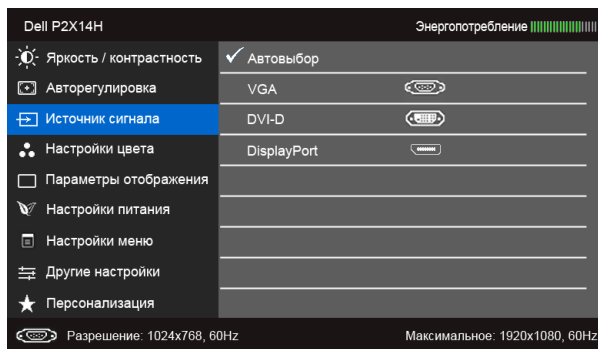 Dell P2X14H
Энергопотребление
Яркость / контрастность
Автовыбор
Авторегулировка
VGA
Источник сигнала
DVI-D
Настройки цвета
DisplayPort
Параметры отображения
Настройки питания
Настройки меню
Другие настройки
Персонализация
Разрешение: 1024x768, 60Hz
Максимальное: 1920x1080, 60Hz